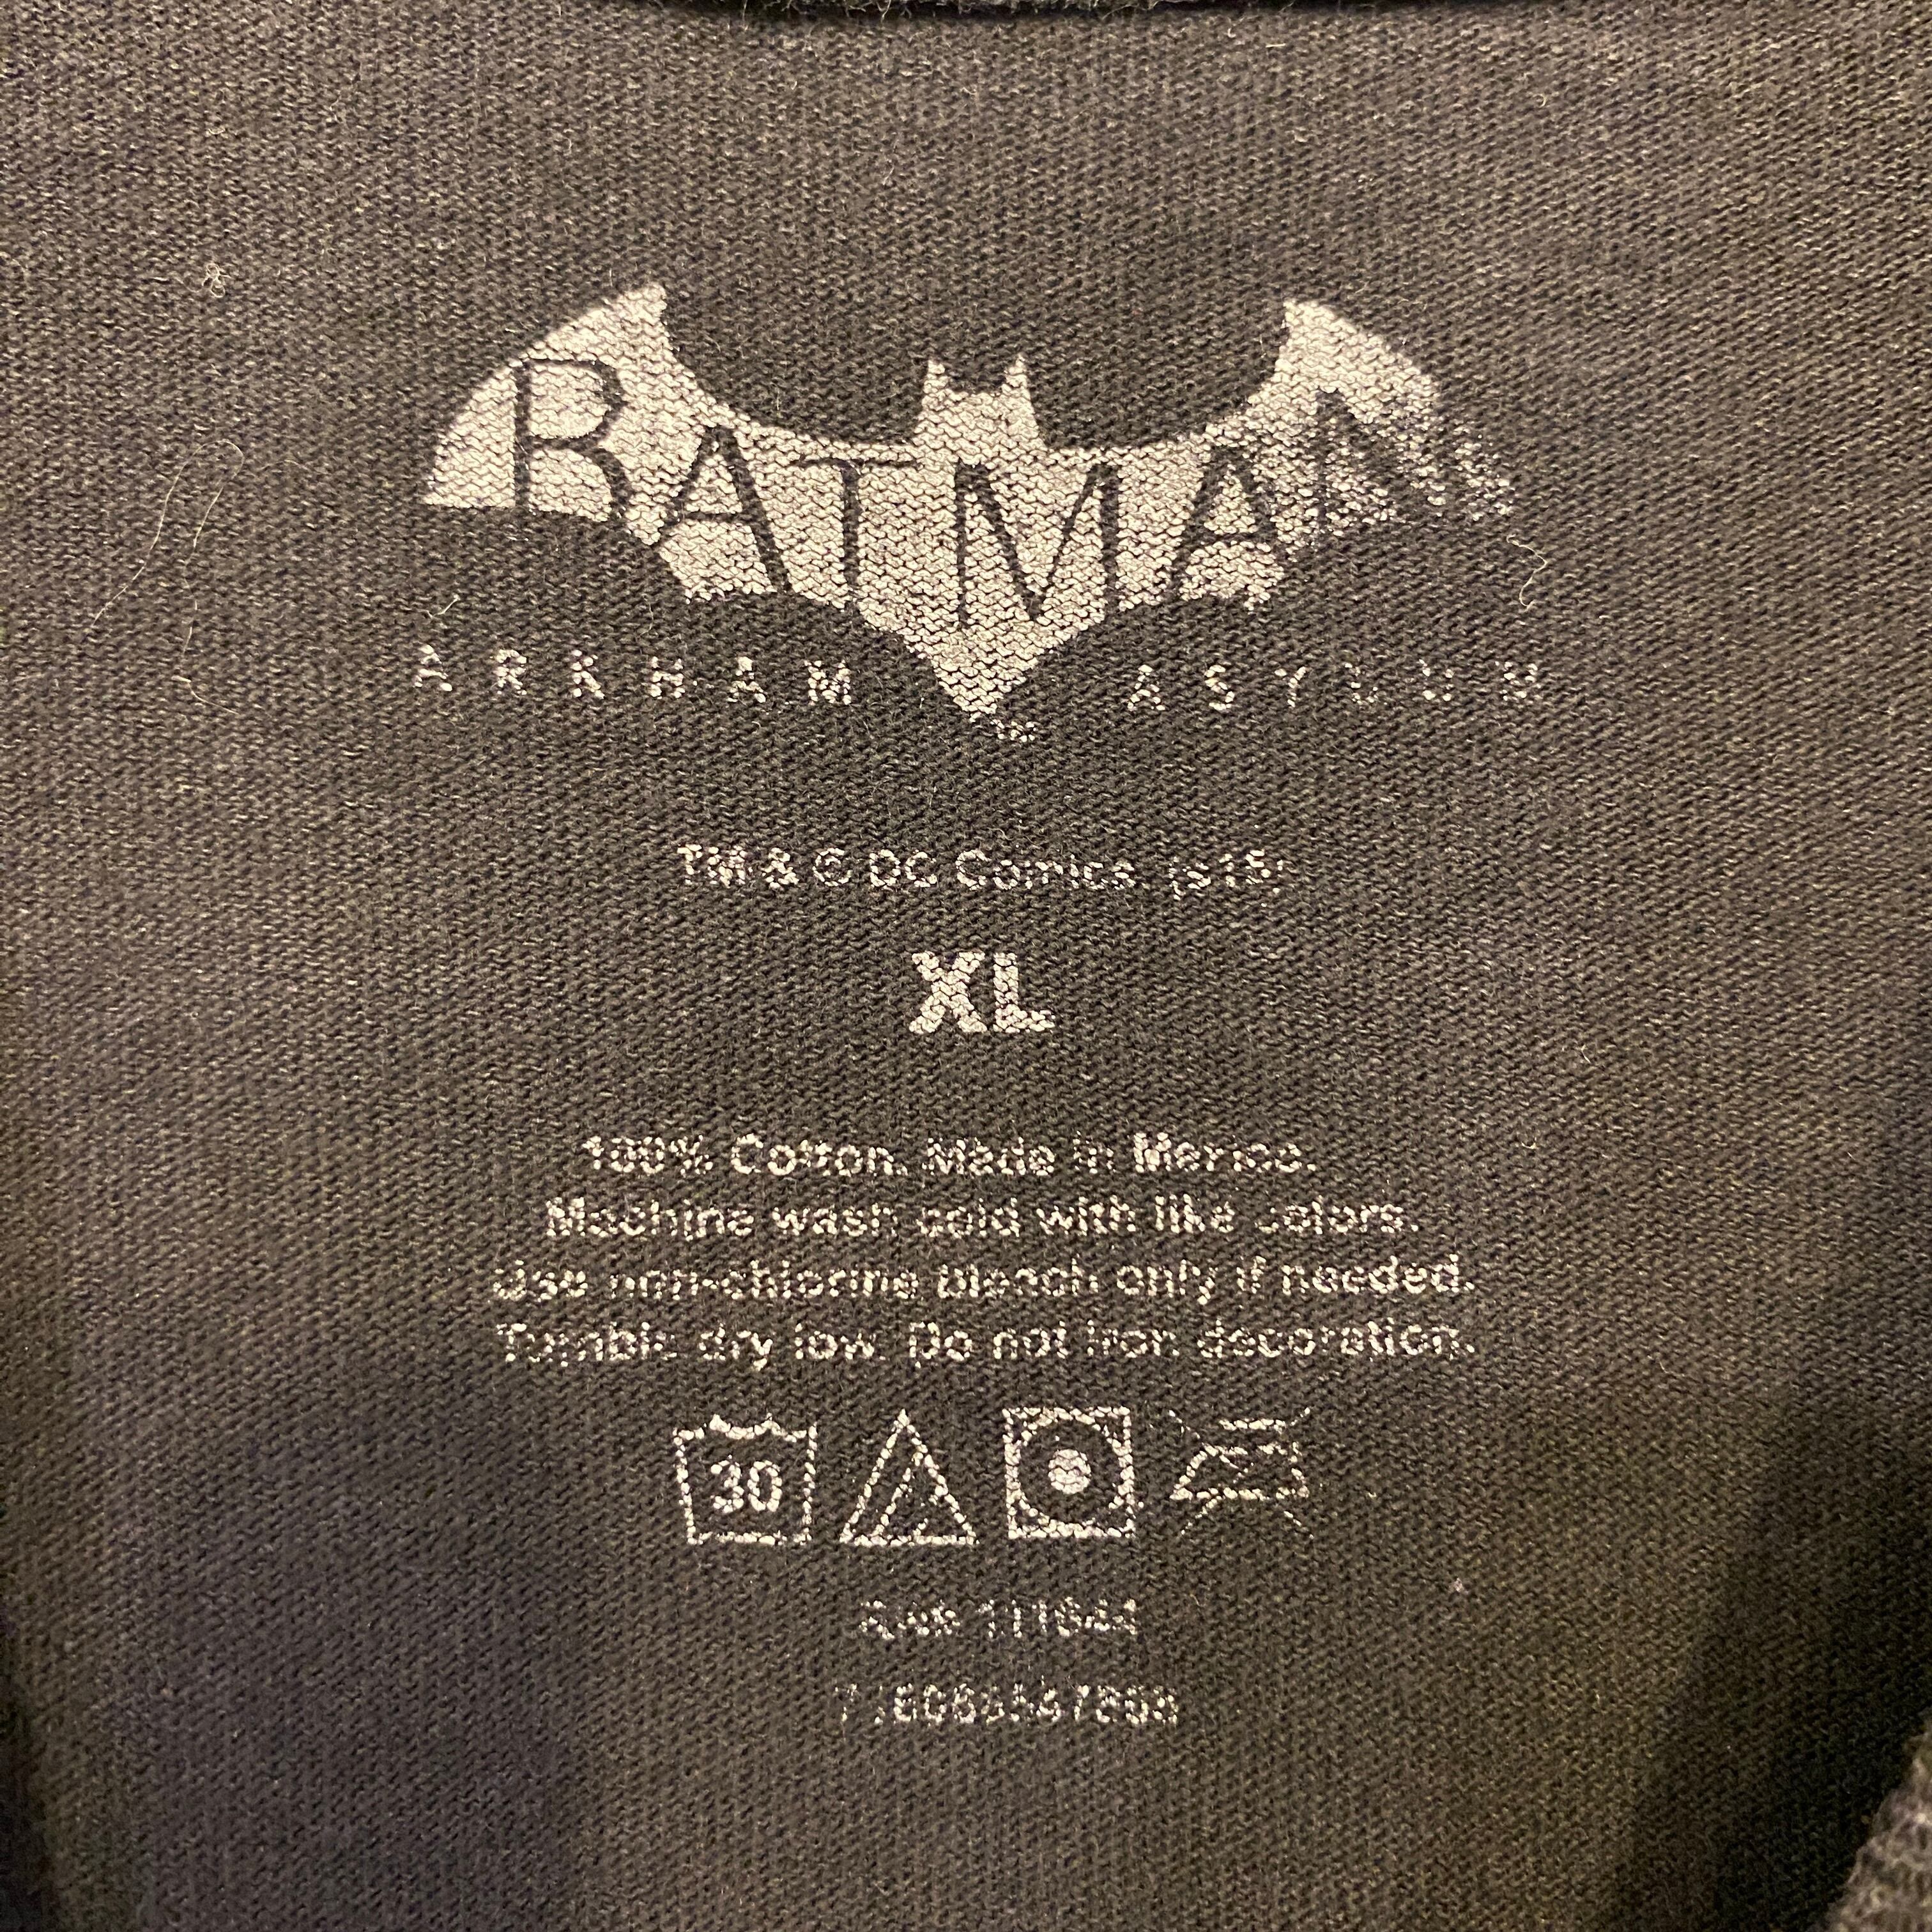 BATMAN
ARKHAM ASYLUM
TM
TM & © DC Comics. (s15)
XL
100% Cotton. Made in Mexico.
Machine wash cold with like colors.
Use non-chlorine bleach only if needed.
Tumble dry low. Do not iron decoration.
30